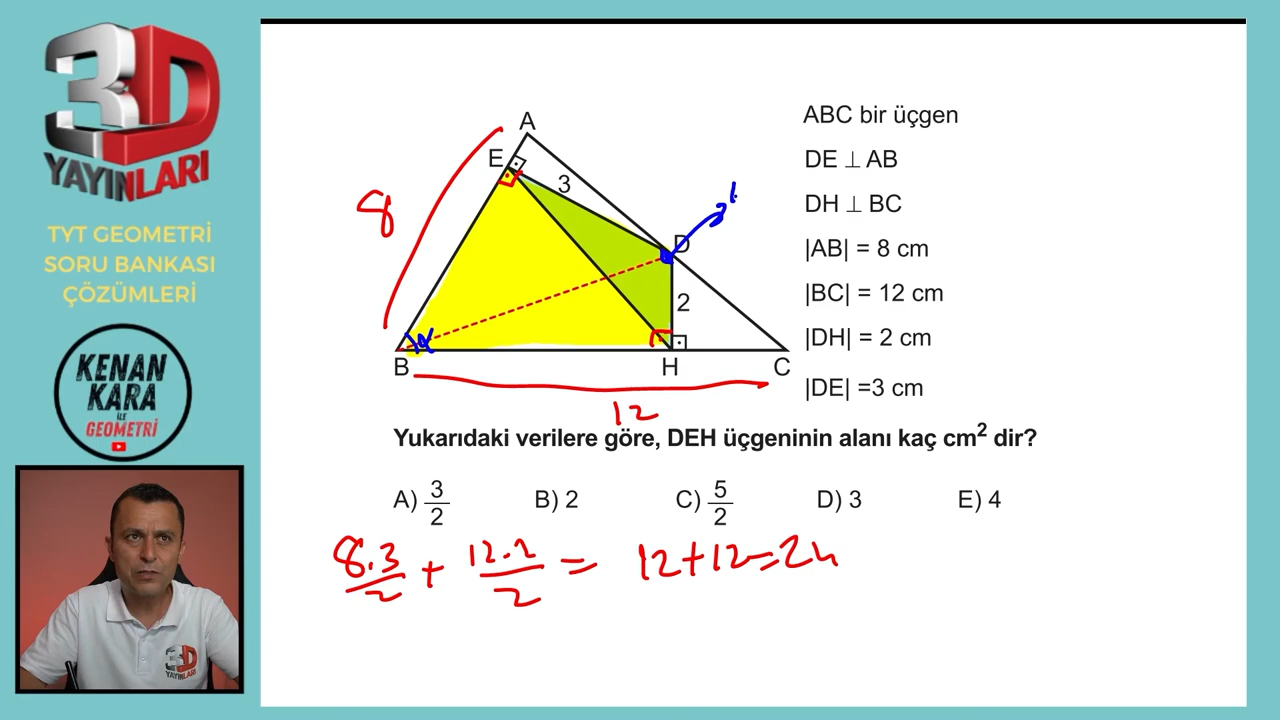 3D
YAYINLARI
TYT GEOMETRİ
SORU BANKASI
ÇÖZÜMLERİ
KENAN
KARA
İLE
GEOMETRİ
3D
YAYINLARI
A
E
3
D
8
2
α
B
H
C
12
ABC bir üçgen
DE ⊥ AB
DH ⊥ BC
|AB| = 8 cm
|BC| = 12 cm
|DH| = 2 cm
|DE| =3 cm
Yukarıdaki verilere göre, DEH üçgeninin alanı kaç cm² dir?
A) 3/2 B) 2 C) 5/2 D) 3 E) 4
8.3/2 + 12.2/2 = 12+12=24